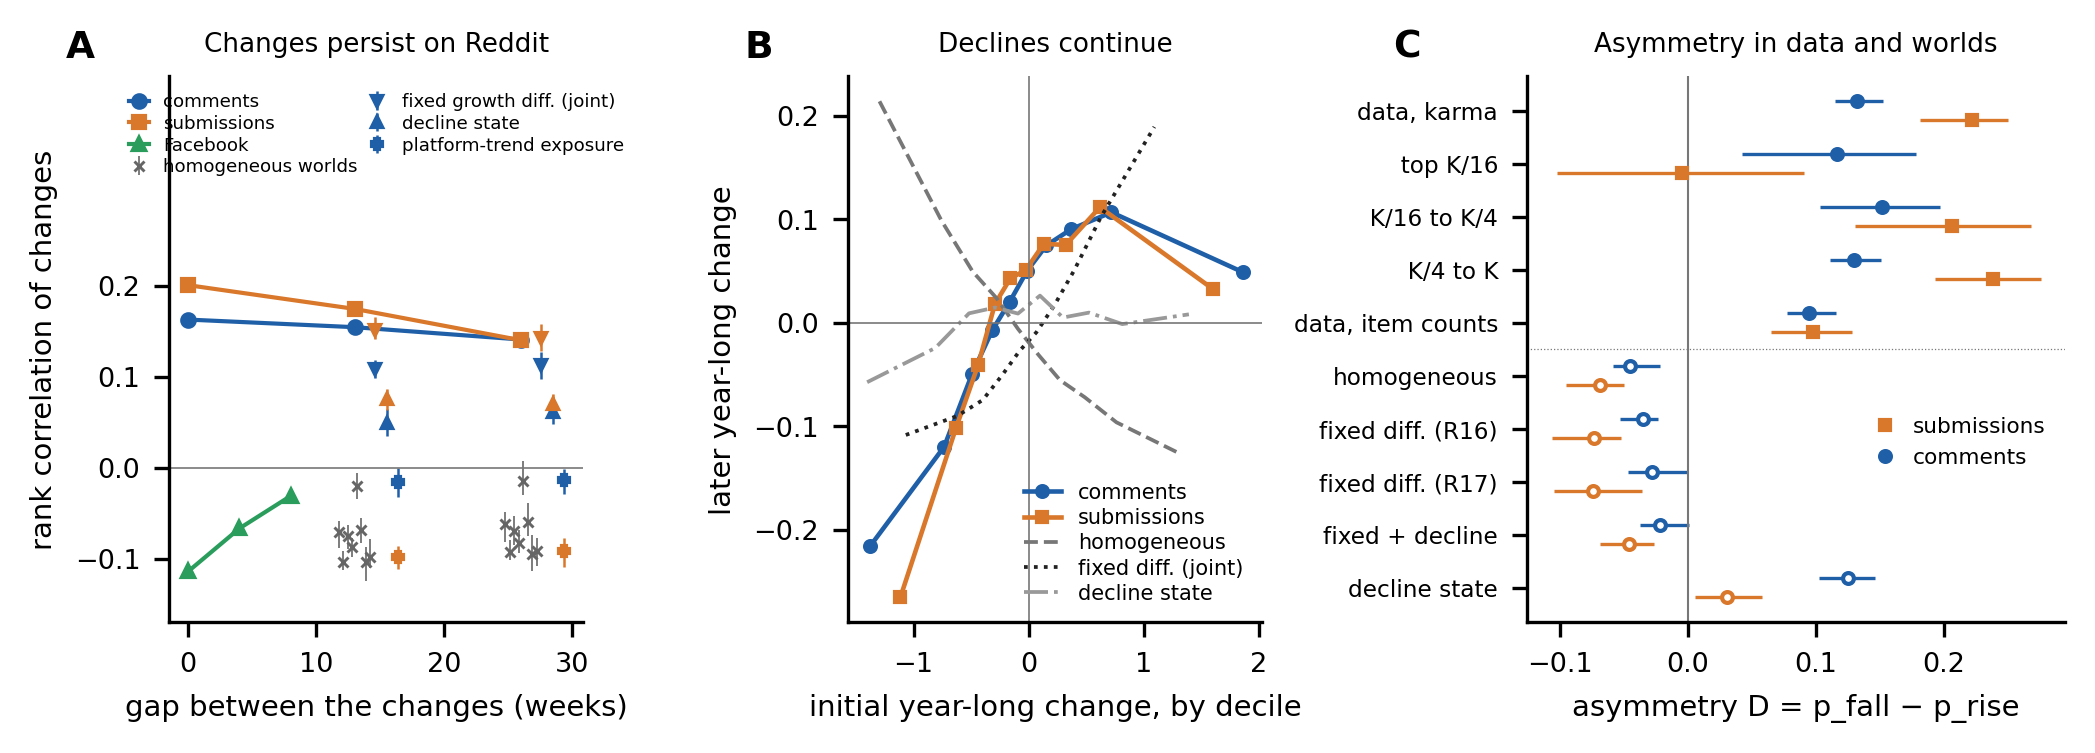 A
Changes persist on Reddit
comments
submissions
Facebook
homogeneous worlds
fixed growth diff. (joint)
decline state
platform-trend exposure
rank correlation of changes
0.2
0.1
0.0
−0.1
0
10
20
30
gap between the changes (weeks)
B
Declines continue
later year-long change
0.2
0.1
0.0
−0.1
−0.2
comments
submissions
homogeneous
fixed diff. (joint)
decline state
−1
0
1
2
initial year-long change, by decile
C
Asymmetry in data and worlds
data, karma
top K/16
K/16 to K/4
K/4 to K
data, item counts
homogeneous
fixed diff. (R16)
fixed diff. (R17)
fixed + decline
decline state
submissions
comments
−0.1
0.0
0.1
0.2
asymmetry D = p_fall − p_rise